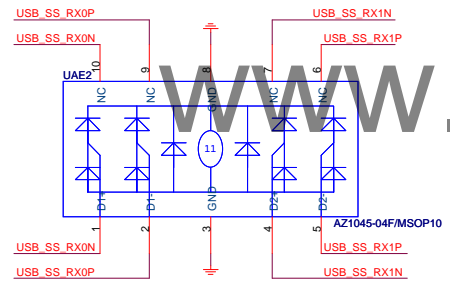 USB_SS_RX0P USB_SS_RX1N
USB_SS_RX0N USB_SS_RX1P
10 9 8 7 6
UAE2
NC NC GND NC NC
www.
11
D1+ D1- GND D2+ D2-
AZ1045-04F/MSOP10
1 2 3 4 5
USB_SS_RX0N USB_SS_RX1P
USB_SS_RX0P USB_SS_RX1N